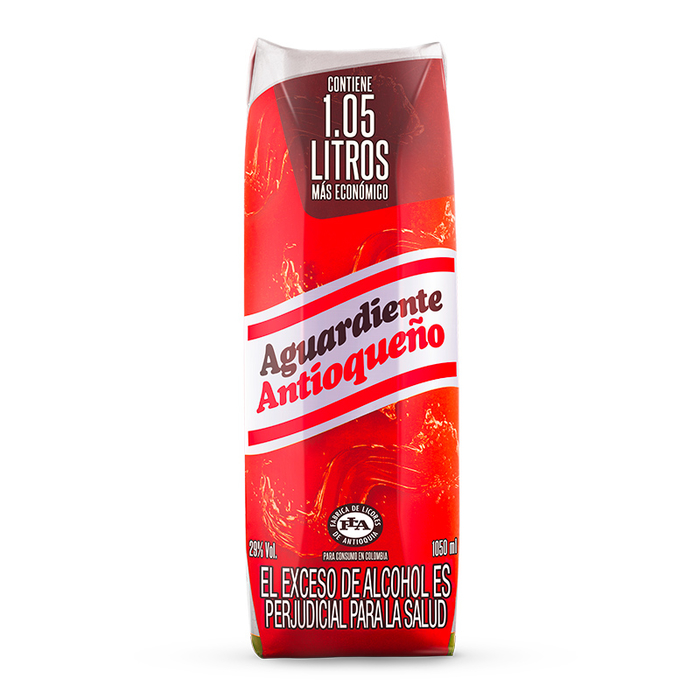 CONTIENE
1.05
LITROS
MÁS ECONÓMICO
Aguardiente
Antioqueño
FABRICA DE LICORES
FLA
DE ANTIOQUIA
29% Vol.
PARA CONSUMO EN COLOMBIA
1050 ml
EL EXCESO DE ALCOHOL ES
PERJUDICIAL PARA LA SALUD